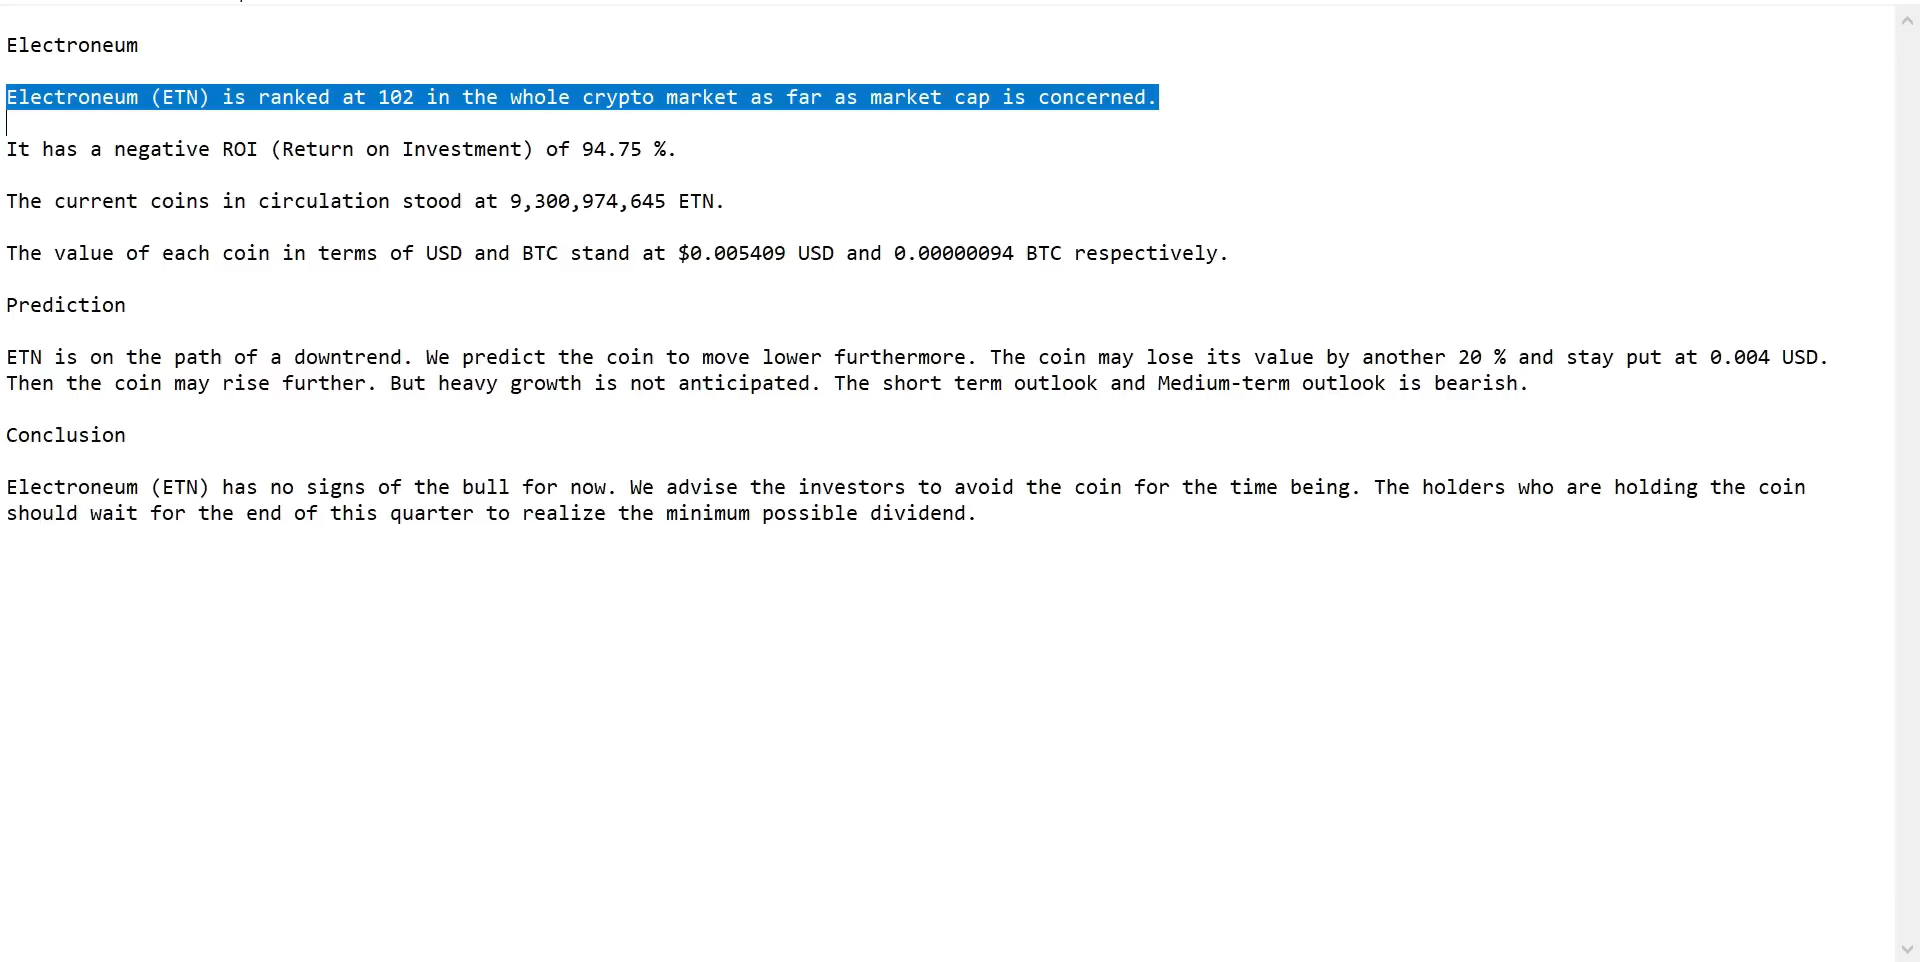 Electroneum
Electroneum (ETN) is ranked at 102 in the whole crypto market as far as market cap is concerned.
It has a negative ROI (Return on Investment) of 94.75 %.
The current coins in circulation stood at 9,300,974,645 ETN.
The value of each coin in terms of USD and BTC stand at $0.005409 USD and 0.00000094 BTC respectively.
Prediction
ETN is on the path of a downtrend. We predict the coin to move lower furthermore. The coin may lose its value by another 20 % and stay put at 0.004 USD.
Then the coin may rise further. But heavy growth is not anticipated. The short term outlook and Medium-term outlook is bearish.
Conclusion
Electroneum (ETN) has no signs of the bull for now. We advise the investors to avoid the coin for the time being. The holders who are holding the coin
should wait for the end of this quarter to realize the minimum possible dividend.